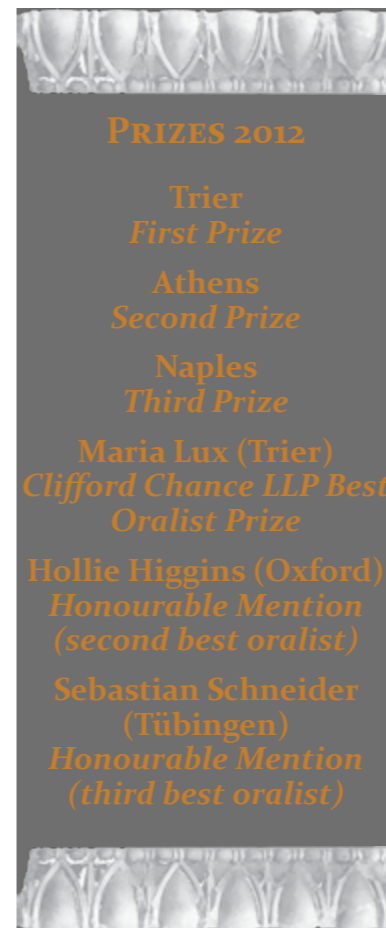 Prizes 2012
Trier
First Prize
Athens
Second Prize
Naples
Third Prize
Maria Lux (Trier)
Clifford Chance LLP Best
Oralist Prize
Hollie Higgins (Oxford)
Honourable Mention
(second best oralist)
Sebastian Schneider
(Tübingen)
Honourable Mention
(third best oralist)